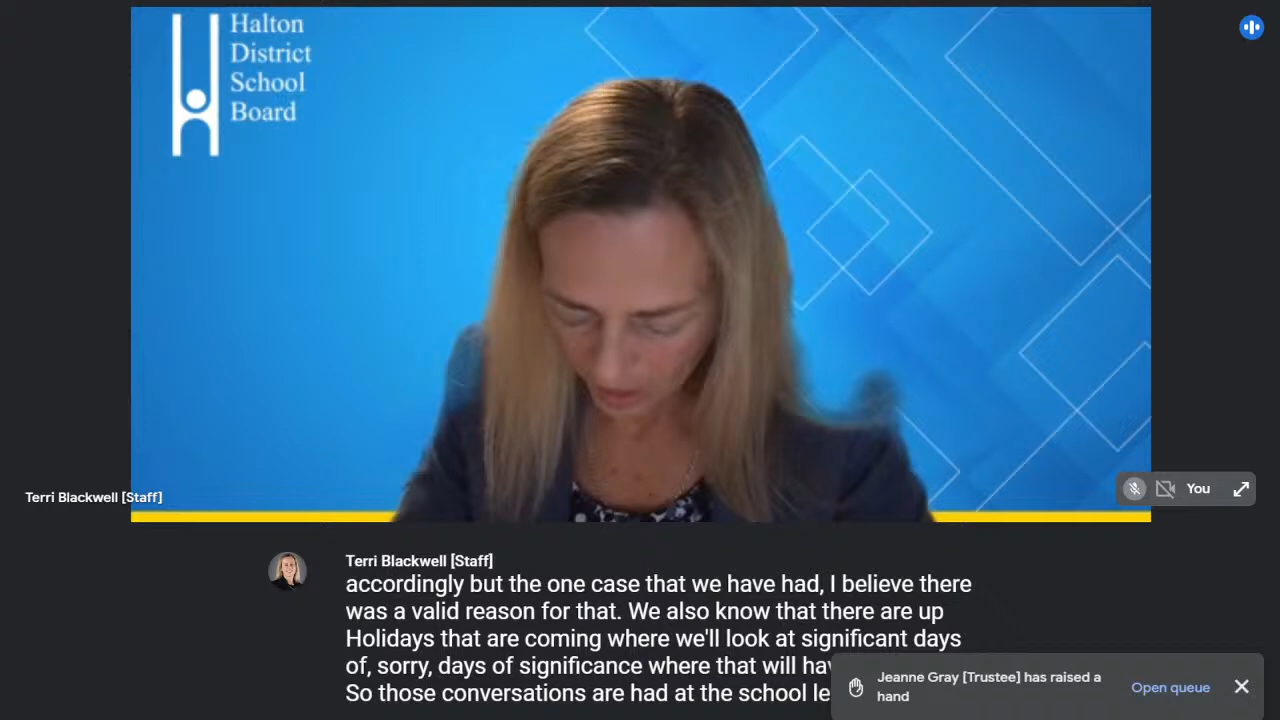 Halton
District
School
Board
Terri Blackwell [Staff]
You
Terri Blackwell [Staff]
accordingly but the one case that we have had, I believe there
was a valid reason for that. We also know that there are up
Holidays that are coming where we'll look at significant days
of, sorry, days of significance where that will
So those conversations are had at the school
Jeanne Gray [Trustee] has raised a
hand
Open queue